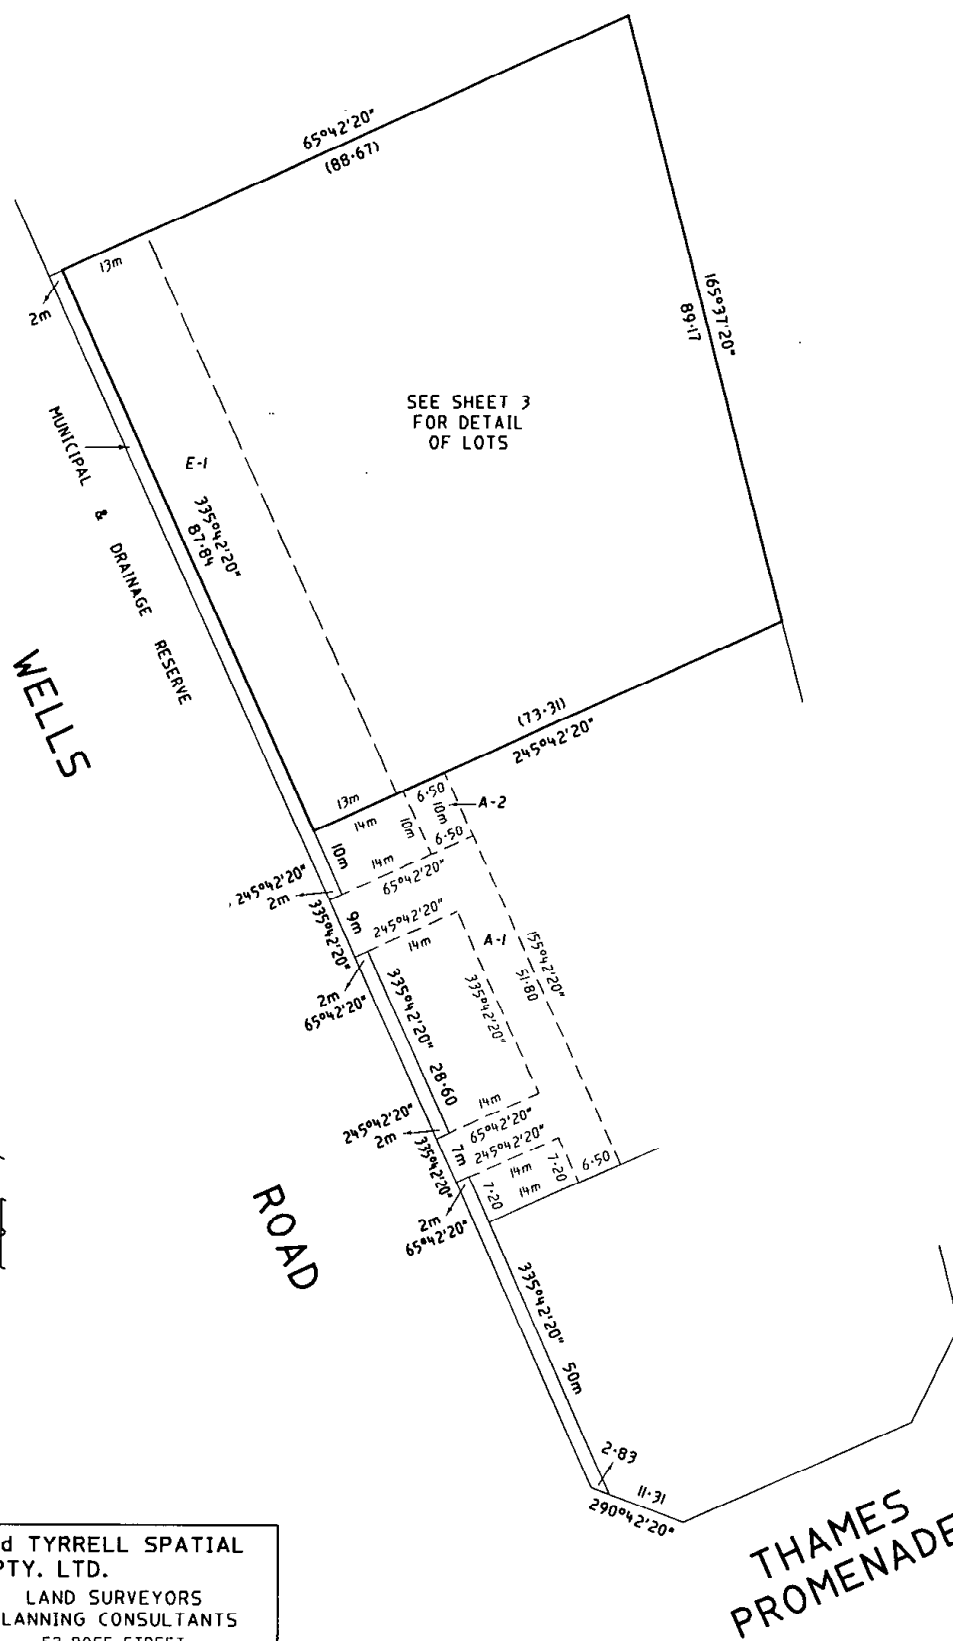 65°42'20"
(88·67)
13m
2m
165°37'20"
89·17
SEE SHEET 3
FOR DETAIL
OF LOTS
MUNICIPAL & DRAINAGE RESERVE
E-1
335°42'20"
87·84
WELLS
(73·31)
245°42'20"
13m
6·50
A-2
14m
10m
10m
6·50
10m
14m
65°42'20"
245°42'20"
2m
335°42'20"
9m
245°42'20"
14m
A-1
155°42'20"
51·80
335°42'20"
2m
65°42'20"
335°42'20"
28·60
14m
245°42'20"
2m
65°42'20"
335°42'20"
7m
245°42'20"
14m
7·20
6·50
7·20
14m
2m
65°42'20"
ROAD
335°42'20"
50m
2·83
11·31
290°42'20"
THAMES
PROMENADE
d TYRRELL SPATIAL
PTY. LTD.
LAND SURVEYORS
LANNING CONSULTANTS